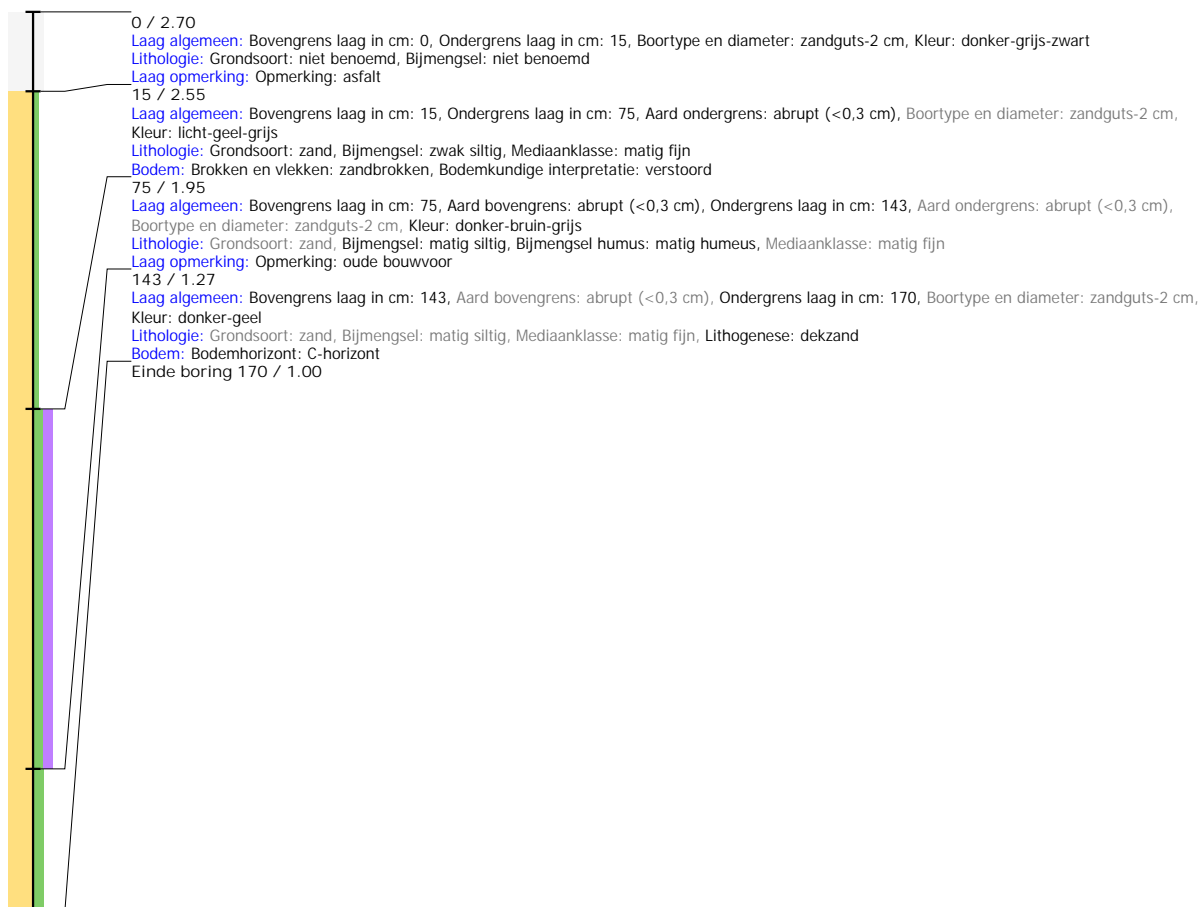 0 / 2.70
Laag algemeen: Bovengrens laag in cm: 0, Ondergrens laag in cm: 15, Boortype en diameter: zandguts-2 cm, Kleur: donker-grijs-zwart
Lithologie: Grondsoort: niet benoemd, Bijmengsel: niet benoemd
Laag opmerking: Opmerking: asfalt
15 / 2.55
Laag algemeen: Bovengrens laag in cm: 15, Ondergrens laag in cm: 75, Aard ondergrens: abrupt (<0,3 cm), Boortype en diameter: zandguts-2 cm,
Kleur: licht-geel-grijs
Lithologie: Grondsoort: zand, Bijmengsel: zwak siltig, Mediaanklasse: matig fijn
Bodem: Brokken en vlekken: zandbrokken, Bodemkundige interpretatie: verstoord
75 / 1.95
Laag algemeen: Bovengrens laag in cm: 75, Aard bovengrens: abrupt (<0,3 cm), Ondergrens laag in cm: 143, Aard ondergrens: abrupt (<0,3 cm),
Boortype en diameter: zandguts-2 cm, Kleur: donker-bruin-grijs
Lithologie: Grondsoort: zand, Bijmengsel: matig siltig, Bijmengsel humus: matig humeus, Mediaanklasse: matig fijn
Laag opmerking: Opmerking: oude bouwvoor
143 / 1.27
Laag algemeen: Bovengrens laag in cm: 143, Aard bovengrens: abrupt (<0,3 cm), Ondergrens laag in cm: 170, Boortype en diameter: zandguts-2 cm,
Kleur: donker-geel
Lithologie: Grondsoort: zand, Bijmengsel: matig siltig, Mediaanklasse: matig fijn, Lithogenese: dekzand
Bodem: Bodemhorizont: C-horizont
Einde boring 170 / 1.00